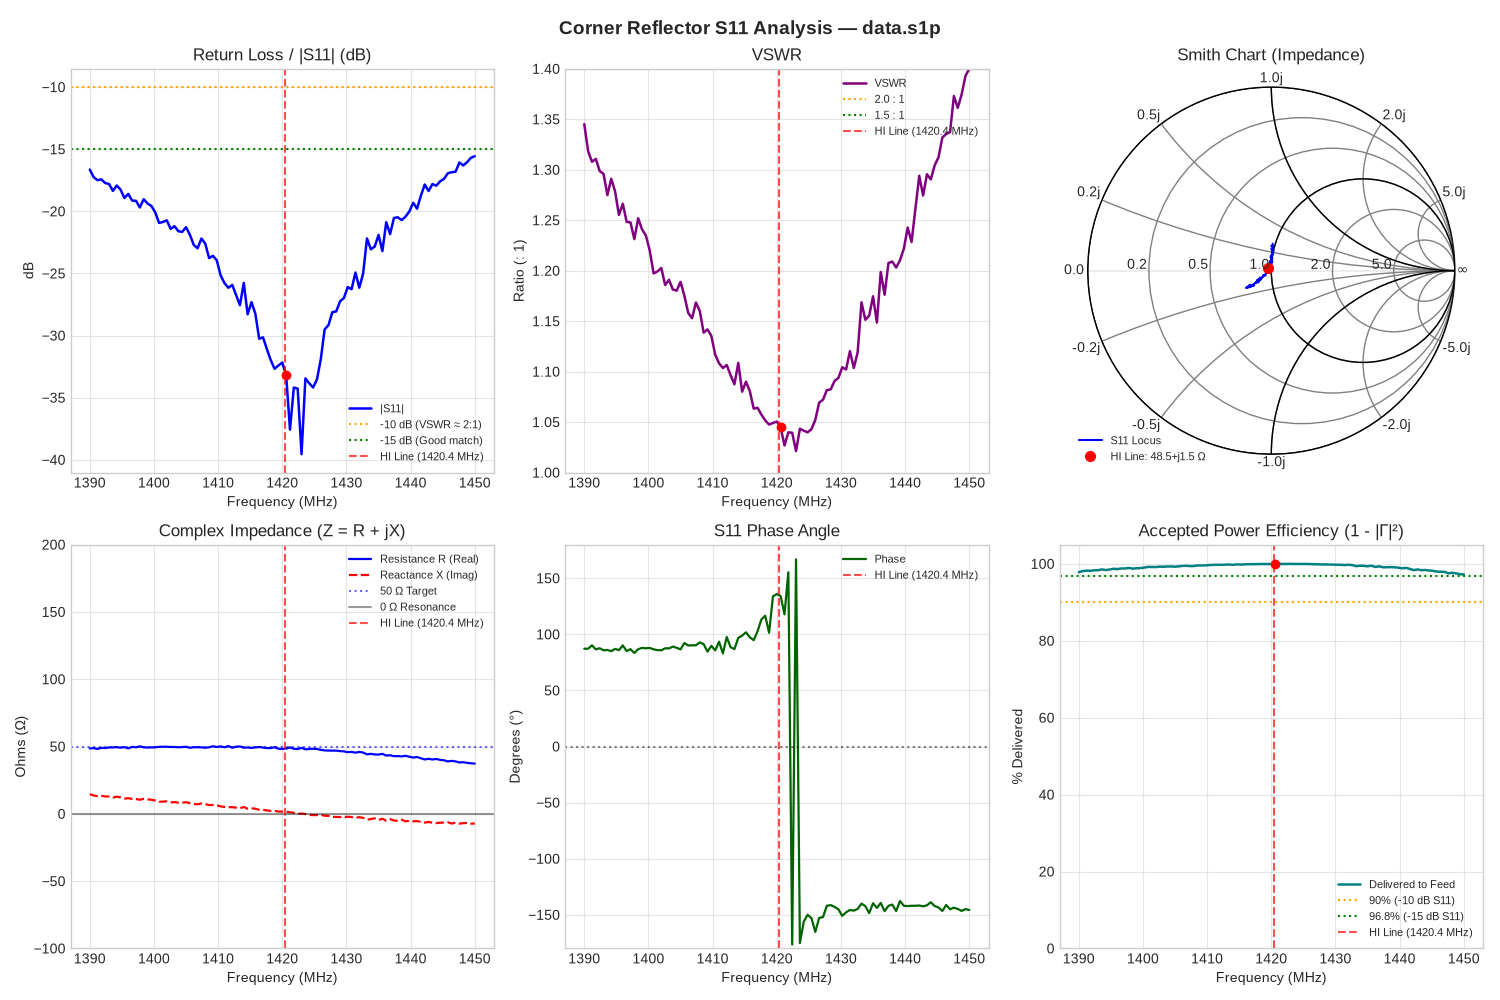 Corner Reflector S11 Analysis — data.s1p
Return Loss / |S11| (dB)
−10
−15
−20
−25
−30
−35
−40
dB
|S11|
-10 dB (VSWR ≈ 2:1)
-15 dB (Good match)
HI Line (1420.4 MHz)
1390 1400 1410 1420 1430 1440 1450
Frequency (MHz)
VSWR
1.40
1.35
1.30
1.25
1.20
1.15
1.10
1.05
1.00
Ratio (: 1)
VSWR
2.0 : 1
1.5 : 1
HI Line (1420.4 MHz)
1390 1400 1410 1420 1430 1440 1450
Frequency (MHz)
Smith Chart (Impedance)
1.0j
0.5j 2.0j
0.2j 5.0j
0.0 0.2 0.5 1.0 2.0 5.0 ∞
-0.2j -5.0j
-0.5j -2.0j
-1.0j
S11 Locus
HI Line: 48.5+j1.5 Ω
Complex Impedance (Z = R + jX)
200
150
100
50
0
−50
−100
Ohms (Ω)
Resistance R (Real)
Reactance X (Imag)
50 Ω Target
0 Ω Resonance
HI Line (1420.4 MHz)
1390 1400 1410 1420 1430 1440 1450
Frequency (MHz)
S11 Phase Angle
150
100
50
0
−50
−100
−150
Degrees (°)
Phase
HI Line (1420.4 MHz)
1390 1400 1410 1420 1430 1440 1450
Frequency (MHz)
Accepted Power Efficiency (1 - |Γ|²)
100
80
60
40
20
0
% Delivered
Delivered to Feed
90% (-10 dB S11)
96.8% (-15 dB S11)
HI Line (1420.4 MHz)
1390 1400 1410 1420 1430 1440 1450
Frequency (MHz)